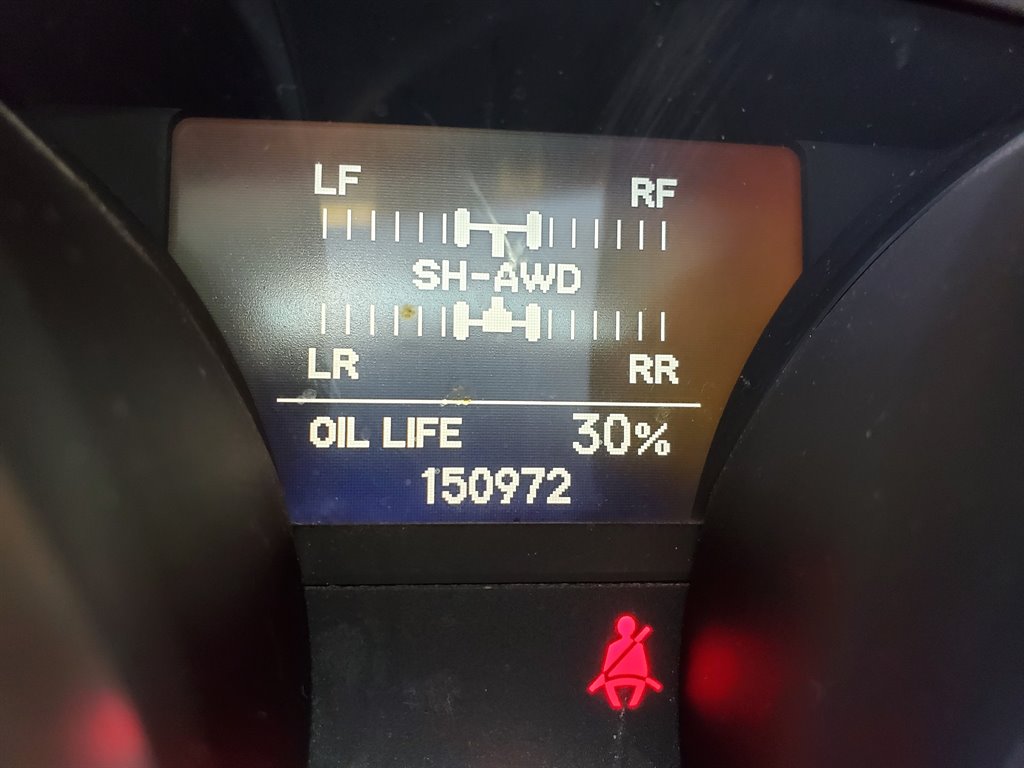 LF RF
SH-AWD
LR RR
OIL LIFE 30%
150972